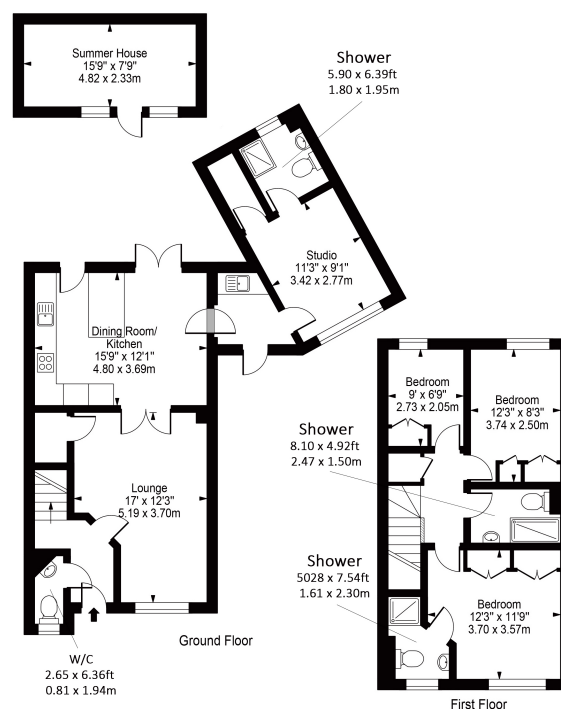 Summer House
15'9" x 7'9"
4.82 x 2.33m
Shower
5.90 x 6.39ft
1.80 x 1.95m
Studio
11'3" x 9'1"
3.42 x 2.77m
Dining Room/
Kitchen
15'9" x 12'1"
4.80 x 3.69m
Lounge
17' x 12'3"
5.19 x 3.70m
Ground Floor
W/C
2.65 x 6.36ft
0.81 x 1.94m
Bedroom
9' x 6'9"
2.73 x 2.05m
Bedroom
12'3" x 8'3"
3.74 x 2.50m
Shower
8.10 x 4.92ft
2.47 x 1.50m
Shower
5028 x 7.54ft
1.61 x 2.30m
Bedroom
12'3" x 11'9"
3.70 x 3.57m
First Floor